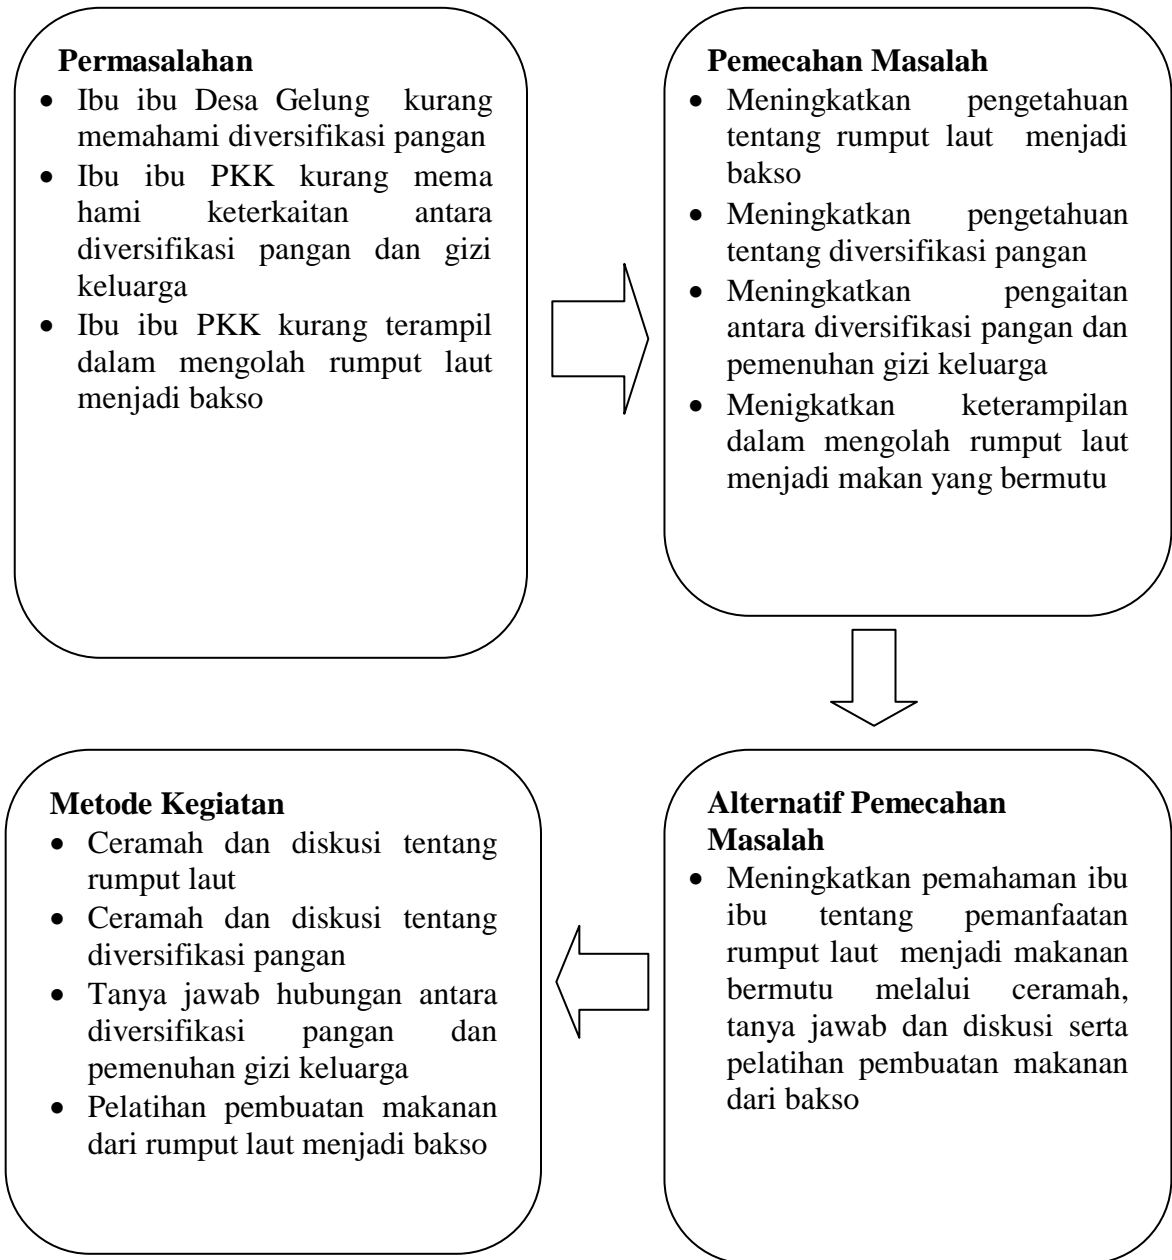 Permasalahan
• Ibu ibu Desa Gelung kurang
memahami diversifikasi pangan
• Ibu ibu PKK kurang mema
hami keterkaitan antara
diversifikasi pangan dan gizi
keluarga
• Ibu ibu PKK kurang terampil
dalam mengolah rumput laut
menjadi bakso
Pemecahan Masalah
• Meningkatkan pengetahuan
tentang rumput laut menjadi
bakso
• Meningkatkan pengetahuan
tentang diversifikasi pangan
• Meningkatkan pengaitan
antara diversifikasi pangan dan
pemenuhan gizi keluarga
• Menigkatkan keterampilan
dalam mengolah rumput laut
menjadi makan yang bermutu
Alternatif Pemecahan
Masalah
• Meningkatkan pemahaman ibu
ibu tentang pemanfaatan
rumput laut menjadi makanan
bermutu melalui ceramah,
tanya jawab dan diskusi serta
pelatihan pembuatan makanan
dari bakso
Metode Kegiatan
• Ceramah dan diskusi tentang
rumput laut
• Ceramah dan diskusi tentang
diversifikasi pangan
• Tanya jawab hubungan antara
diversifikasi pangan dan
pemenuhan gizi keluarga
• Pelatihan pembuatan makanan
dari rumput laut menjadi bakso